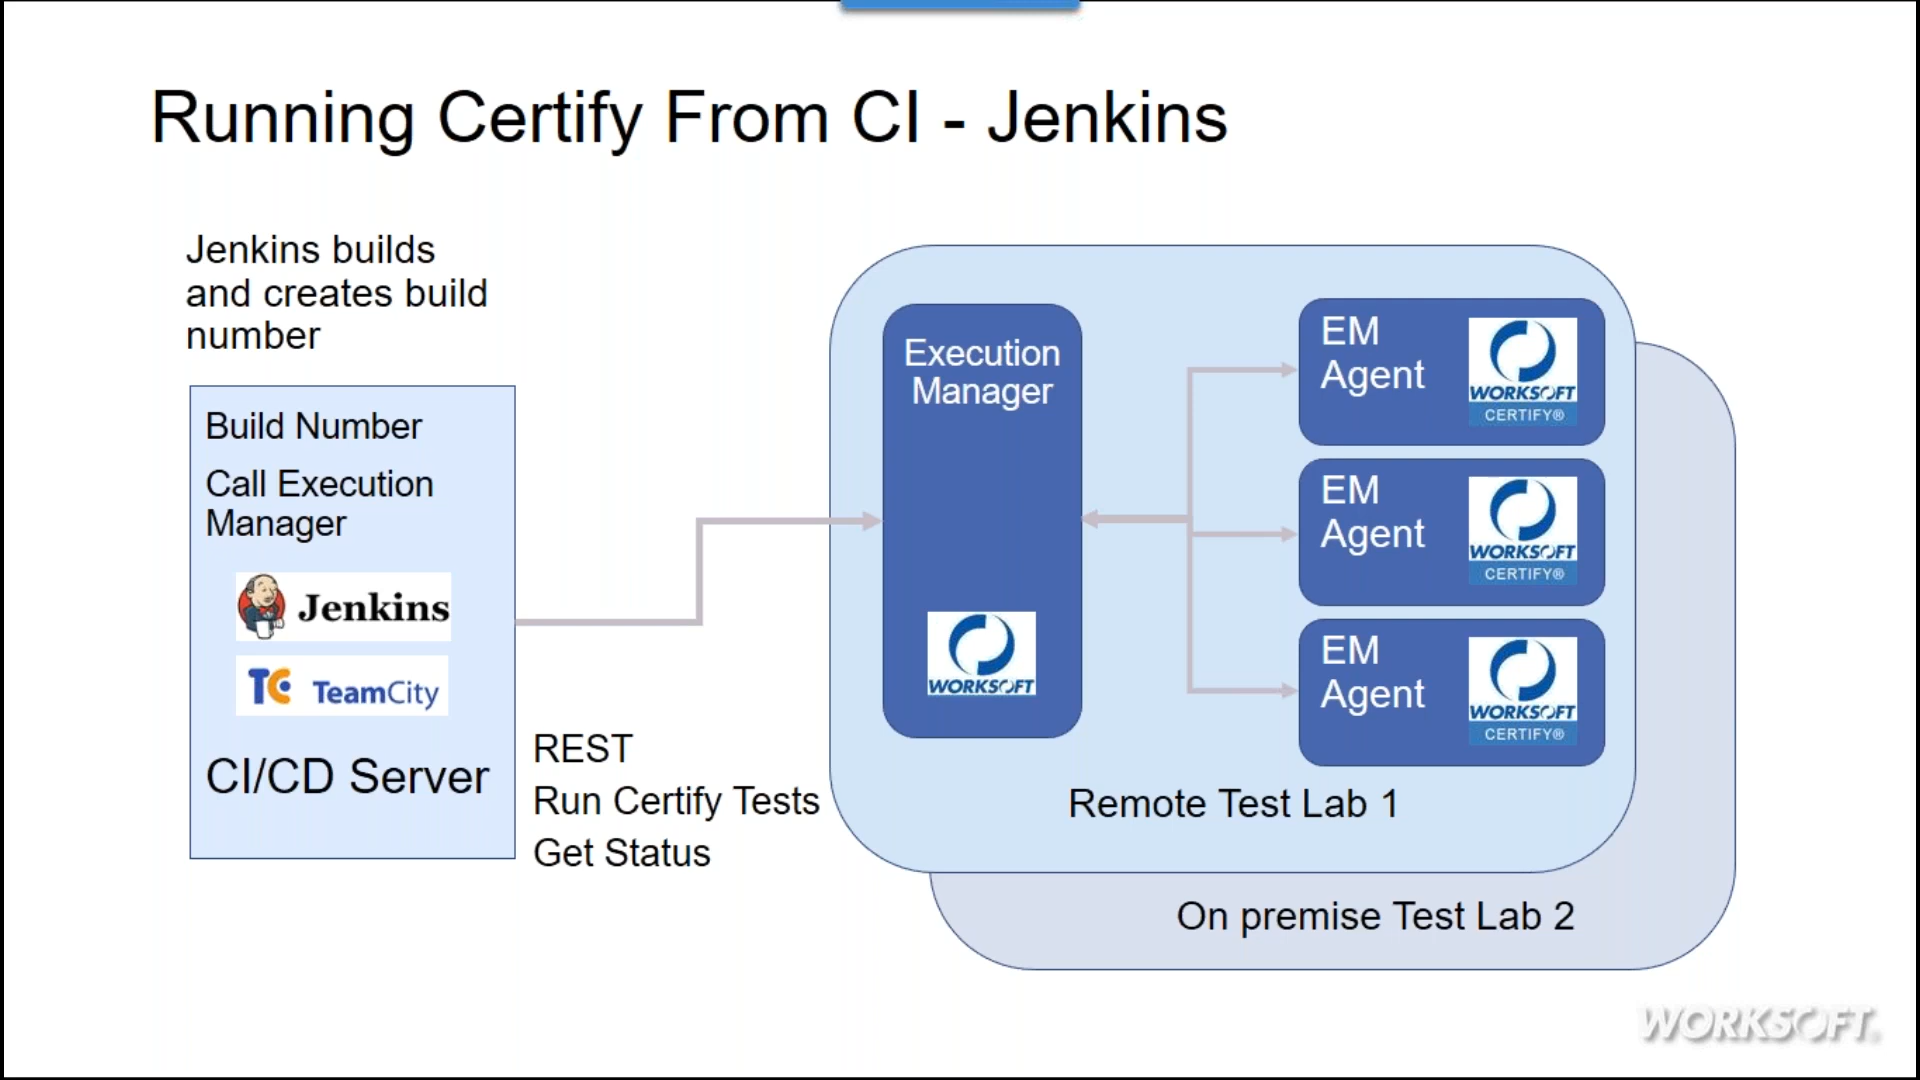 Running Certify From CI - Jenkins
Jenkins builds
and creates build
number
Build Number
Call Execution
Manager
Jenkins
TC TeamCity
CI/CD Server
REST
Run Certify Tests
Get Status
Execution
Manager
WORKSOFT
EM
Agent
WORKSOFT
CERTIFY®
EM
Agent
WORKSOFT
CERTIFY®
EM
Agent
WORKSOFT
CERTIFY®
Remote Test Lab 1
On premise Test Lab 2
WORKSOFT®